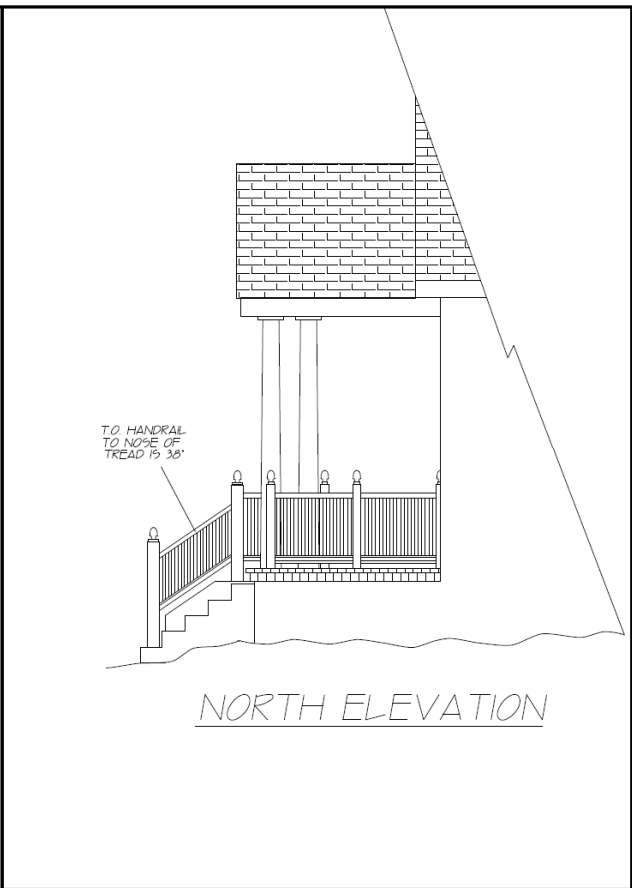 T.O. HANDRAIL
TO NOSE OF
TREAD IS 38"
NORTH ELEVATION